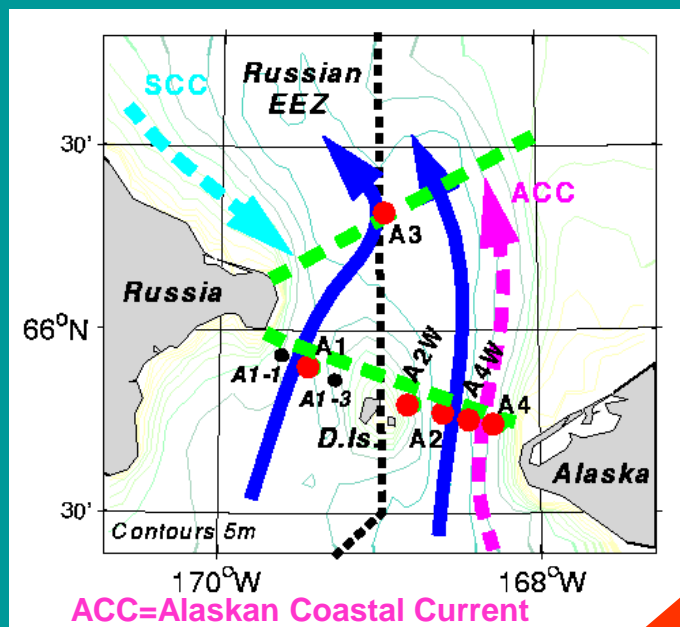 SCC
Russian
EEZ
30'
ACC
A3
Russia
66°N
A1
A2W
A4W
A1-1
A1-3
A4
D.Is.
A2
Alaska
30'
Contours 5m
170°W
168°W
ACC=Alaskan Coastal Current